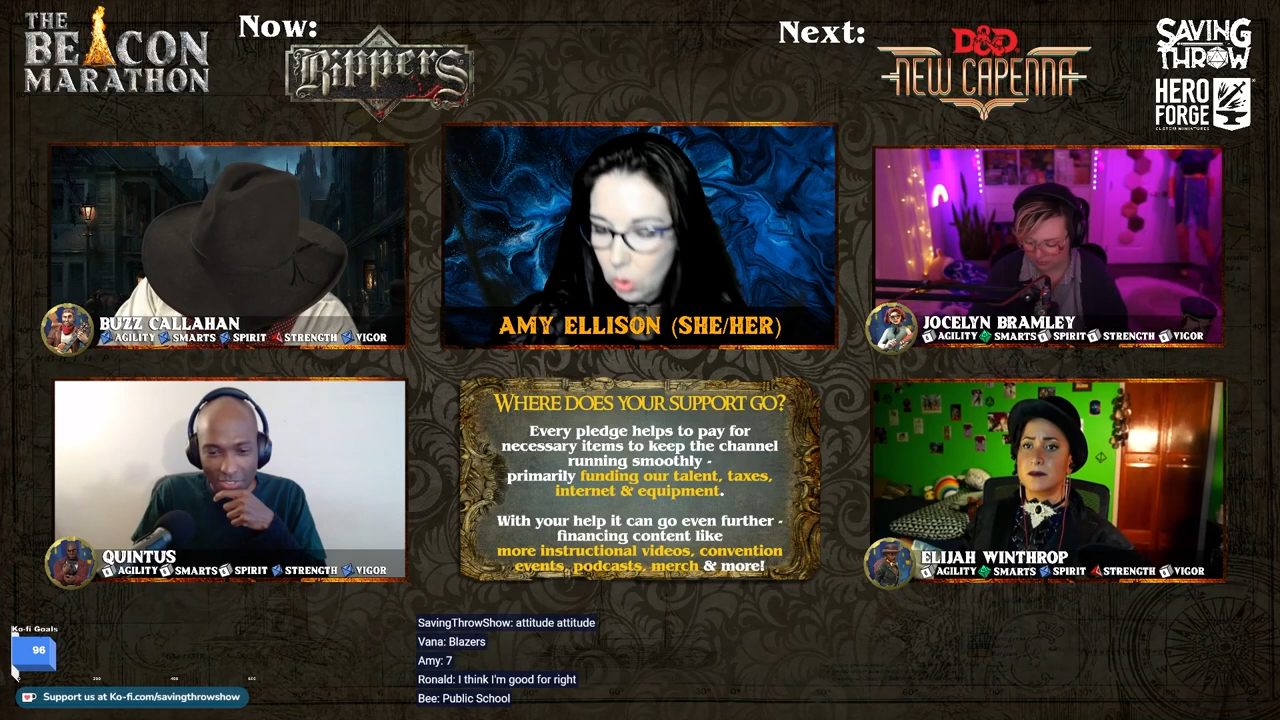 THE
BEACON
MARATHON
Now:
Rippers
Next:
D&D
NEW CAPENNA
SAVING
THROW
HERO
FORGE
CUSTOM MINIATURES
BUZZ CALLAHAN
AGILITY SMARTS SPIRIT STRENGTH VIGOR
AMY ELLISON (SHE/HER)
JOCELYN BRAMLEY
AGILITY SMARTS SPIRIT STRENGTH VIGOR
QUINTUS
AGILITY SMARTS SPIRIT STRENGTH VIGOR
WHERE DOES YOUR SUPPORT GO?
Every pledge helps to pay for
necessary items to keep the channel
running smoothly -
primarily funding our talent, taxes,
internet & equipment.
With your help it can go even further -
financing content like
more instructional videos, convention
events, podcasts, merch & more!
ELIJAH WINTHROP
AGILITY SMARTS SPIRIT STRENGTH VIGOR
Ko-fi Goals
96
Support us at Ko-fi.com/savingthrowshow
SavingThrowShow: attitude attitude
Vana: Blazers
Amy: 7
Ronald: I think I'm good for right
Bee: Public School